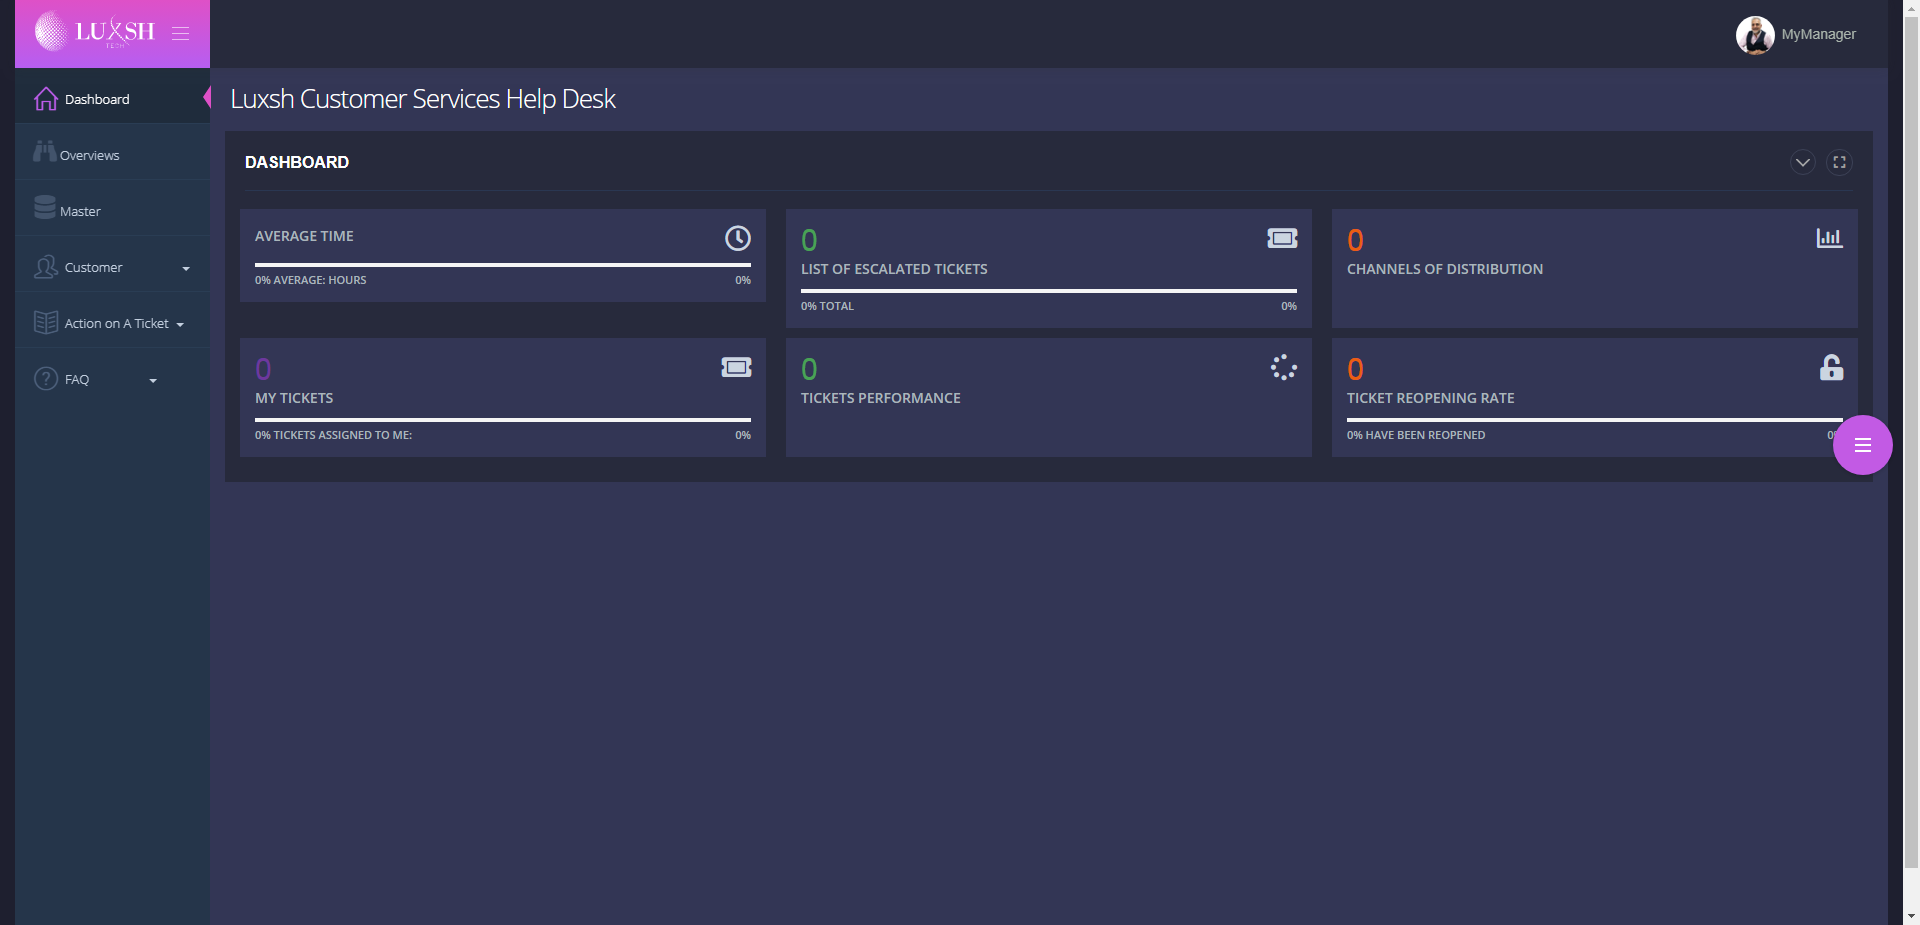 LUXSH
TECH
MyManager
Dashboard
Overviews
Master
Customer
Action on A Ticket
FAQ
Luxsh Customer Services Help Desk
DASHBOARD
AVERAGE TIME
0% AVERAGE: HOURS 0%
0
LIST OF ESCALATED TICKETS
0% TOTAL 0%
0
CHANNELS OF DISTRIBUTION
0
MY TICKETS
0% TICKETS ASSIGNED TO ME: 0%
0
TICKETS PERFORMANCE
0
TICKET REOPENING RATE
0% HAVE BEEN REOPENED 0